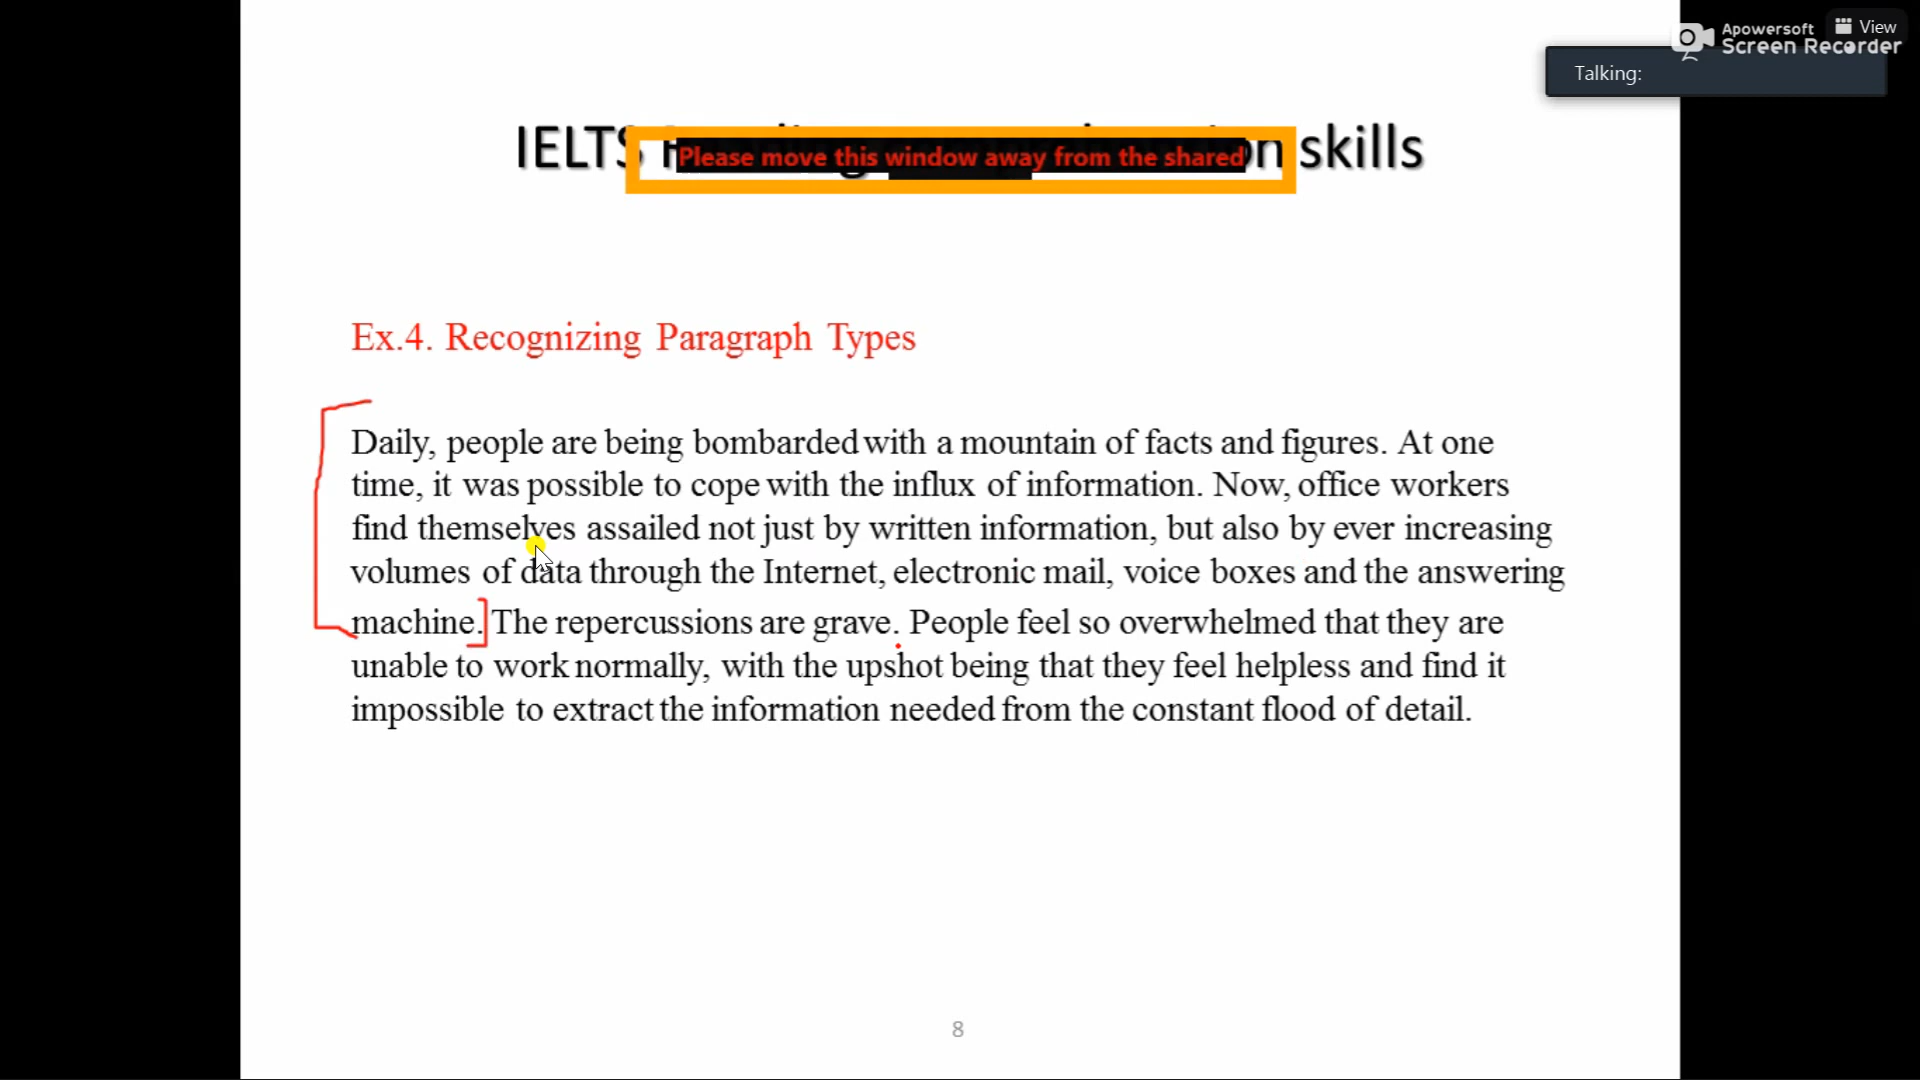 Apowersoft
Screen Recorder
View
Talking:
IELTS skills
Please move this window away from the shared
Ex.4. Recognizing Paragraph Types
Daily, people are being bombarded with a mountain of facts and figures. At one
time, it was possible to cope with the influx of information. Now, office workers
find themselves assailed not just by written information, but also by ever increasing
volumes of data through the Internet, electronic mail, voice boxes and the answering
machine. The repercussions are grave. People feel so overwhelmed that they are
unable to work normally, with the upshot being that they feel helpless and find it
impossible to extract the information needed from the constant flood of detail.
8